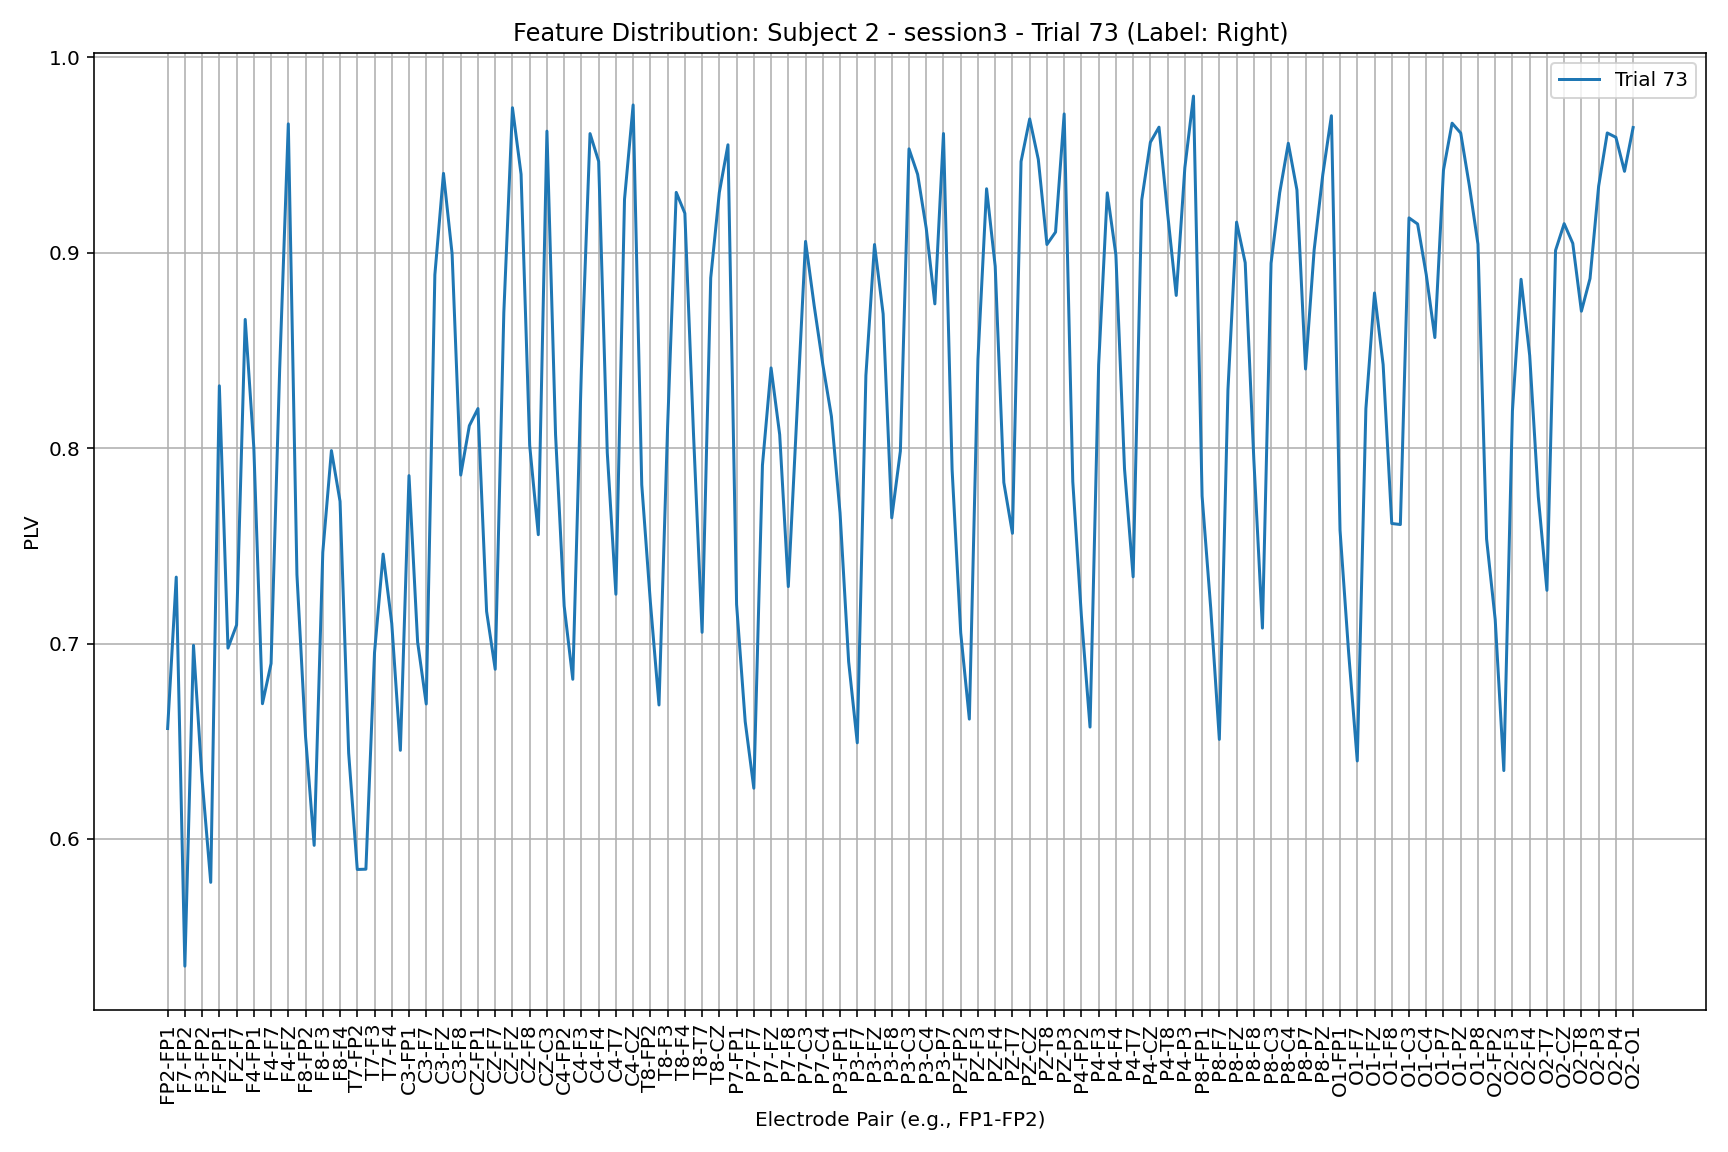 Feature Distribution: Subject 2 - session3 - Trial 73 (Label: Right)
Trial 73
PLV
1.0
0.9
0.8
0.7
0.6
FP2-FP1
F7-FP2
F3-FP2
FZ-FP1
FZ-F7
F4-FP1
F4-F7
F4-FZ
F8-FP2
F8-F3
F8-F4
T7-FP2
T7-F3
T7-F4
C3-FP1
C3-F7
C3-FZ
C3-F8
CZ-FP1
CZ-F7
CZ-FZ
CZ-F8
CZ-C3
C4-FP2
C4-F3
C4-F4
C4-T7
C4-CZ
T8-FP2
T8-F3
T8-F4
T8-T7
T8-CZ
P7-FP1
P7-F7
P7-FZ
P7-F8
P7-C3
P7-C4
P3-FP1
P3-F7
P3-FZ
P3-F8
P3-C3
P3-C4
P3-P7
PZ-FP2
PZ-F3
PZ-F4
PZ-T7
PZ-CZ
PZ-T8
PZ-P3
P4-FP2
P4-F3
P4-F4
P4-T7
P4-CZ
P4-T8
P4-P3
P8-FP1
P8-F7
P8-FZ
P8-F8
P8-C3
P8-C4
P8-P7
P8-PZ
O1-FP1
O1-F7
O1-FZ
O1-F8
O1-C3
O1-C4
O1-P7
O1-PZ
O1-P8
O2-FP2
O2-F3
O2-F4
O2-T7
O2-CZ
O2-T8
O2-P3
O2-P4
O2-O1
Electrode Pair (e.g., FP1-FP2)